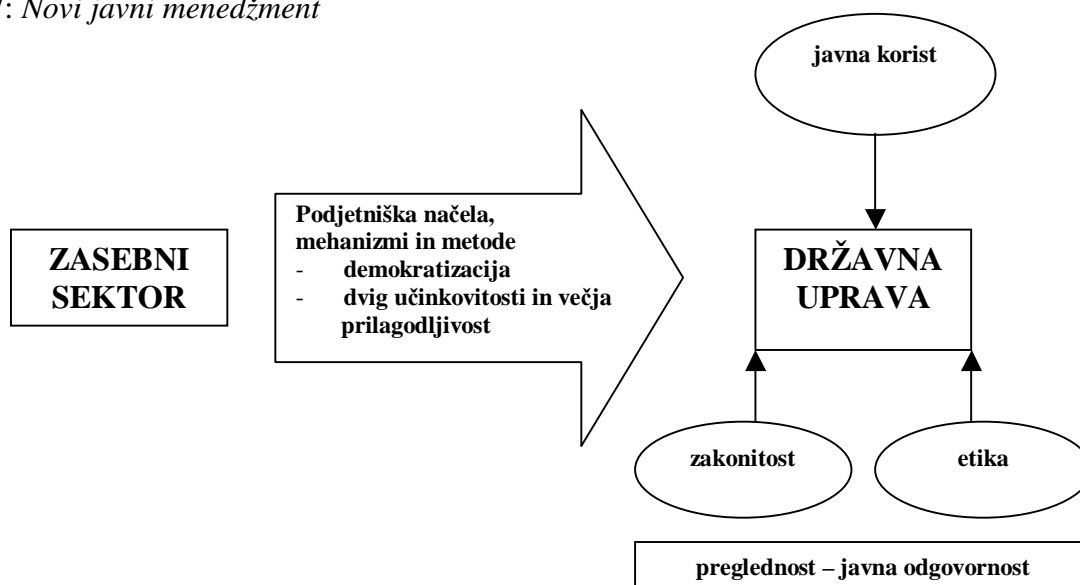 : Novi javni menedžment
javna korist
Podjetniška načela,
mehanizmi in metode
- demokratizacija
- dvig učinkovitosti in večja
prilagodljivost
ZASEBNI
SEKTOR
DRŽAVNA
UPRAVA
zakonitost
etika
preglednost – javna odgovornost